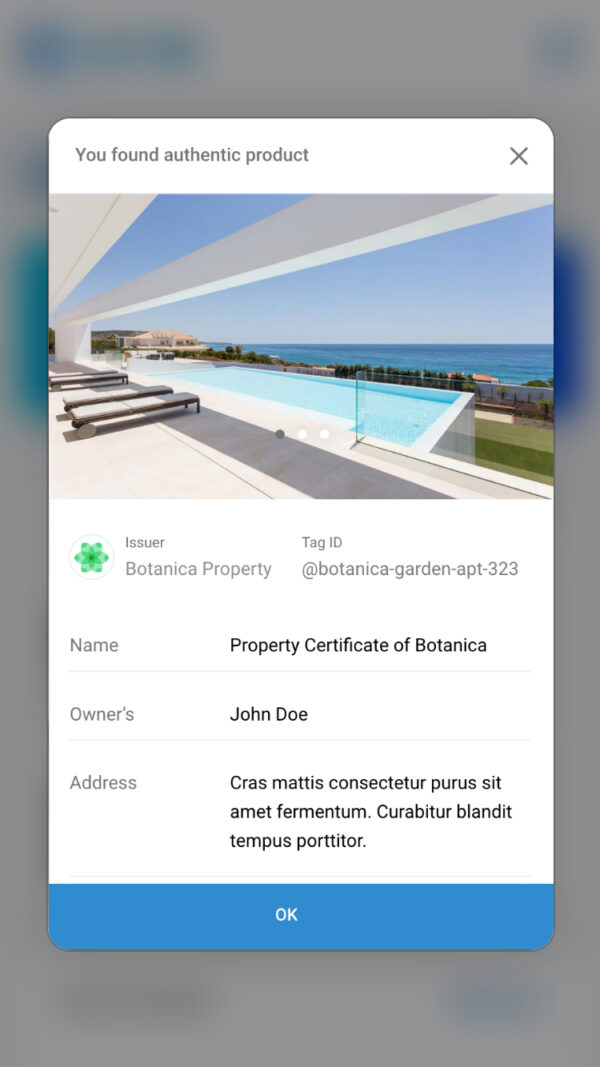 You found authentic product
Issuer
Botanica Property
Tag ID
@botanica-garden-apt-323
Name
Property Certificate of Botanica
Owner’s
John Doe
Address
Cras mattis consectetur purus sit
amet fermentum. Curabitur blandit
tempus porttitor.
OK